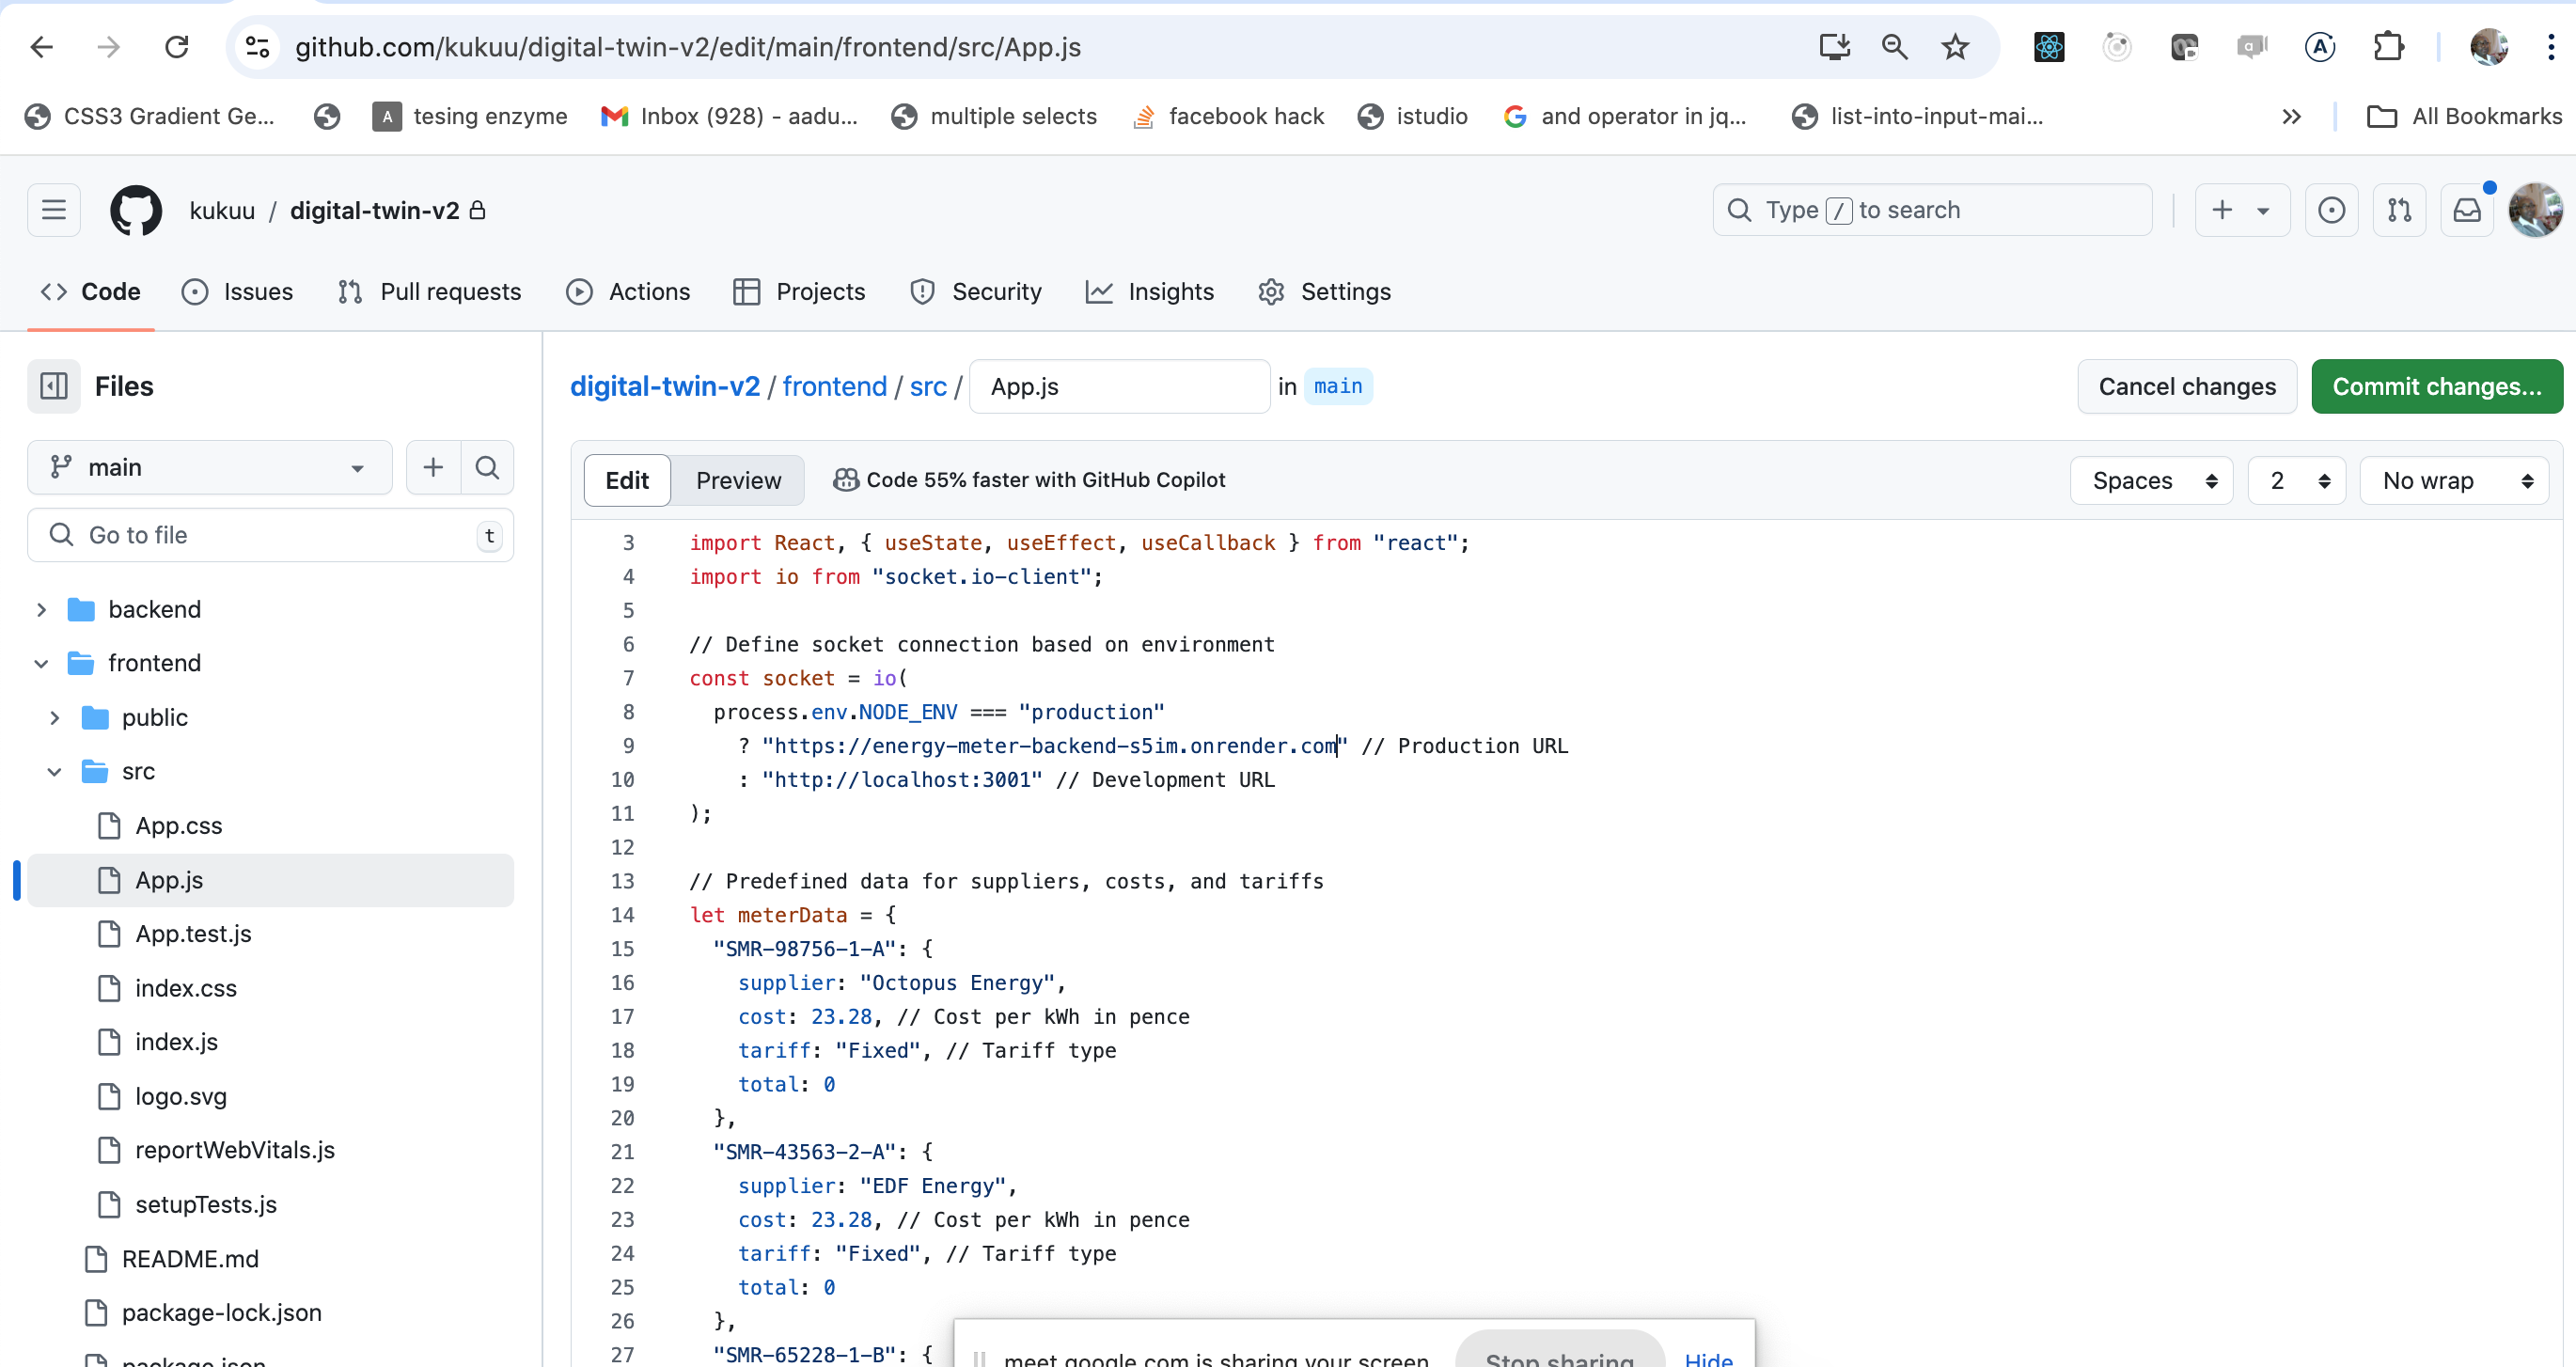 github.com/kukuu/digital-twin-v2/edit/main/frontend/src/App.js
CSS3 Gradient Ge... A tesing enzyme Inbox (928) - aadu... multiple selects facebook hack istudio and operator in jq... list-into-input-mai... » All Bookmarks
kukuu / digital-twin-v2 Type / to search
Code Issues Pull requests Actions Projects Security Insights Settings
Files
main
Go to file t
backend
frontend
public
src
App.css
App.js
App.test.js
index.css
index.js
logo.svg
reportWebVitals.js
setupTests.js
README.md
package-lock.json
package.json
digital-twin-v2 / frontend / src / App.js in main Cancel changes Commit changes...
Edit Preview Code 55% faster with GitHub Copilot Spaces 2 No wrap
3 import React, { useState, useEffect, useCallback } from "react";
4 import io from "socket.io-client";
5
6 // Define socket connection based on environment
7 const socket = io(
8 process.env.NODE_ENV === "production"
9 ? "https://energy-meter-backend-s5im.onrender.com" // Production URL
10 : "http://localhost:3001" // Development URL
11 );
12
13 // Predefined data for suppliers, costs, and tariffs
14 let meterData = {
15 "SMR-98756-1-A": {
16 supplier: "Octopus Energy",
17 cost: 23.28, // Cost per kWh in pence
18 tariff: "Fixed", // Tariff type
19 total: 0
20 },
21 "SMR-43563-2-A": {
22 supplier: "EDF Energy",
23 cost: 23.28, // Cost per kWh in pence
24 tariff: "Fixed", // Tariff type
25 total: 0
26 },
27 "SMR-65228-1-B": {
meet.google.com is sharing your screen. Stop sharing Hide